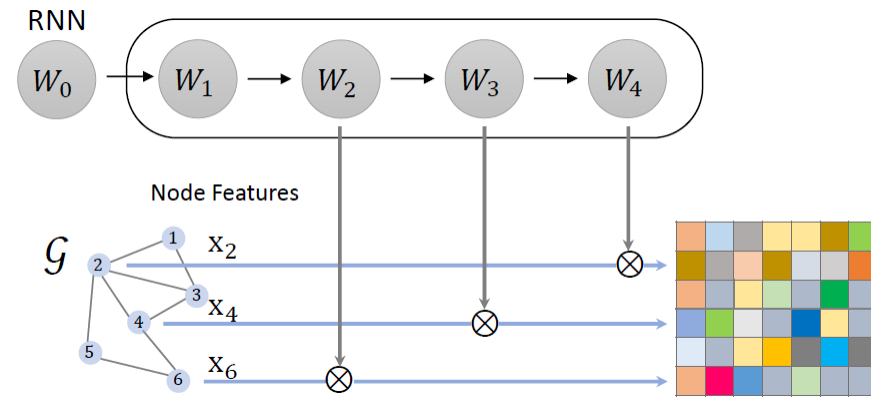 RNN
W₀ W₁ W₂ W₃ W₄
Node Features
𝒢
1
x₂
2
3
x₄
4
5
x₆
6